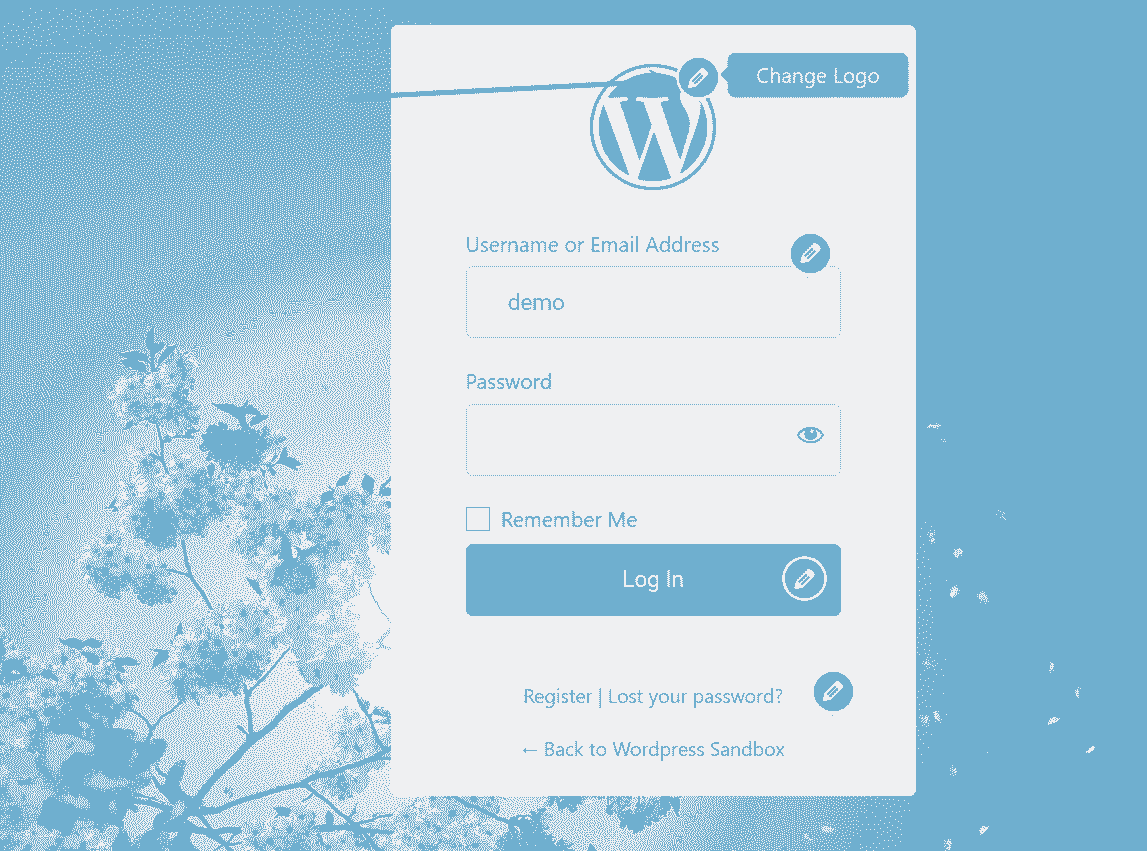 Change Logo
Username or Email Address
demo
Password
Remember Me
Log In
Register | Lost your password?
← Back to Wordpress Sandbox